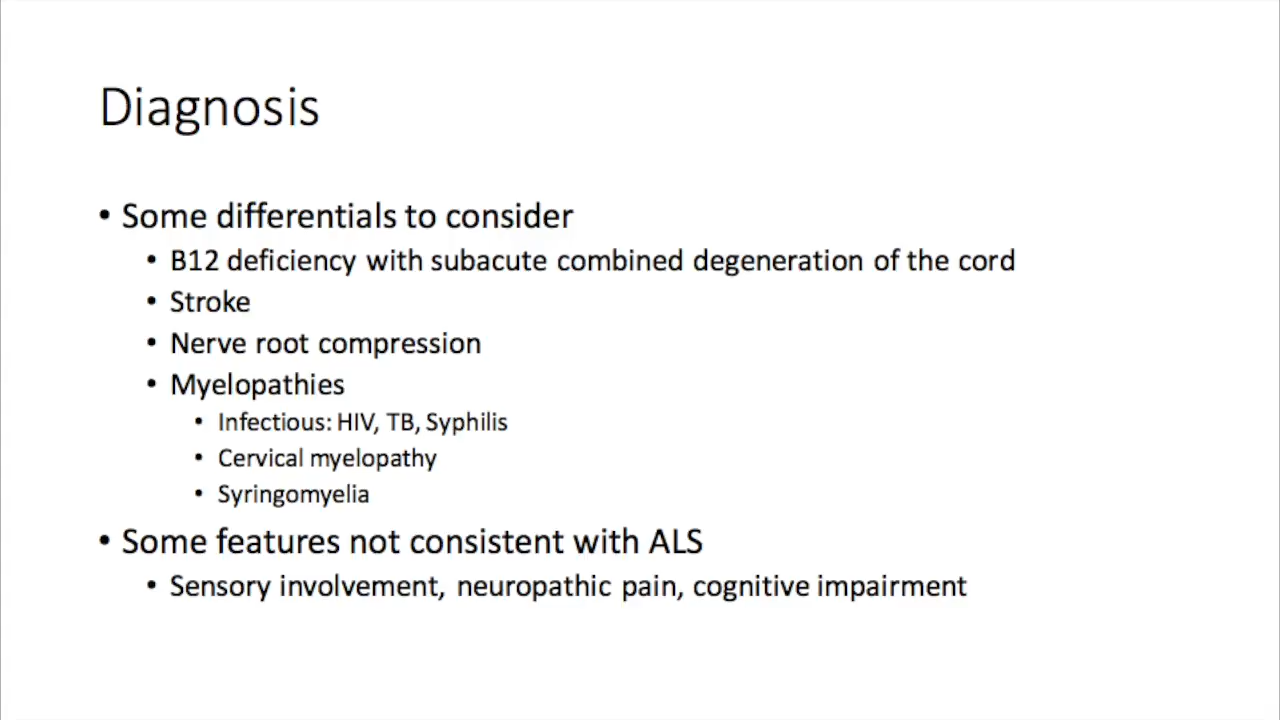 Diagnosis
• Some differentials to consider
• B12 deficiency with subacute combined degeneration of the cord
• Stroke
• Nerve root compression
• Myelopathies
• Infectious: HIV, TB, Syphilis
• Cervical myelopathy
• Syringomyelia
• Some features not consistent with ALS
• Sensory involvement, neuropathic pain, cognitive impairment